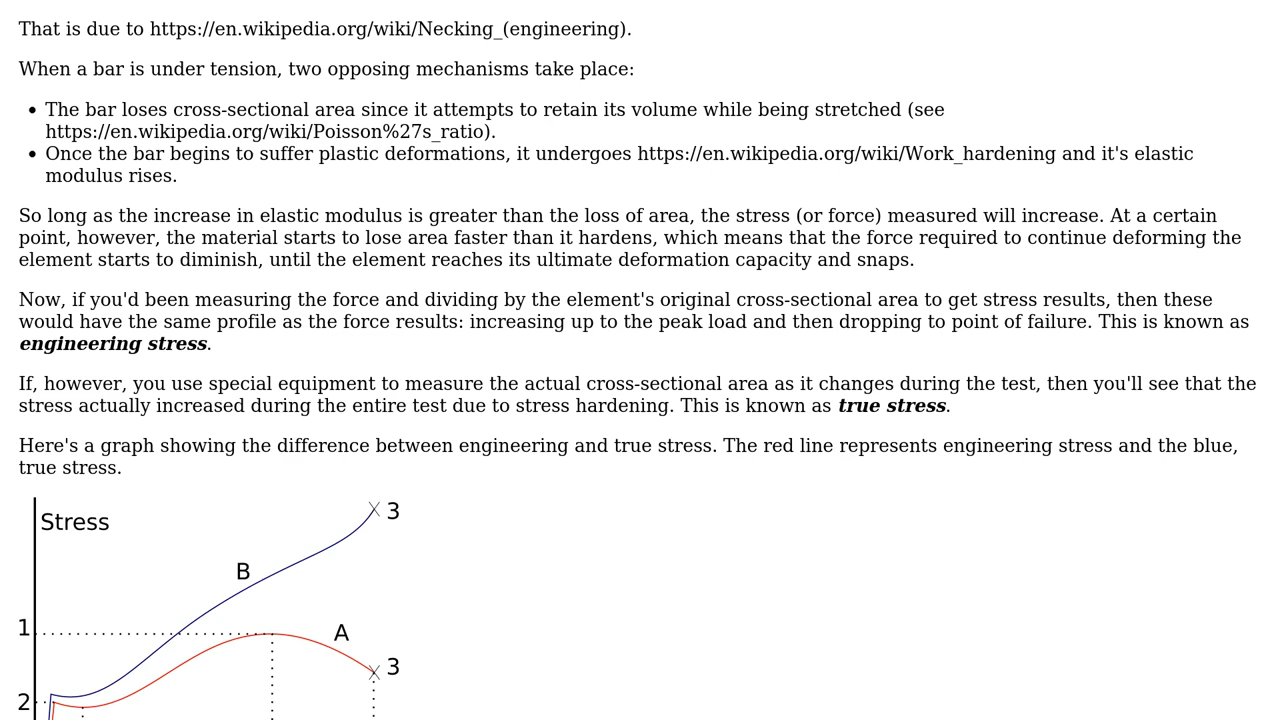 That is due to https://en.wikipedia.org/wiki/Necking_(engineering).
When a bar is under tension, two opposing mechanisms take place:
• The bar loses cross-sectional area since it attempts to retain its volume while being stretched (see
https://en.wikipedia.org/wiki/Poisson%27s_ratio).
• Once the bar begins to suffer plastic deformations, it undergoes https://en.wikipedia.org/wiki/Work_hardening and it's elastic
modulus rises.
So long as the increase in elastic modulus is greater than the loss of area, the stress (or force) measured will increase. At a certain
point, however, the material starts to lose area faster than it hardens, which means that the force required to continue deforming the
element starts to diminish, until the element reaches its ultimate deformation capacity and snaps.
Now, if you'd been measuring the force and dividing by the element's original cross-sectional area to get stress results, then these
would have the same profile as the force results: increasing up to the peak load and then dropping to point of failure. This is known as
engineering stress.
If, however, you use special equipment to measure the actual cross-sectional area as it changes during the test, then you'll see that the
stress actually increased during the entire test due to stress hardening. This is known as true stress.
Here's a graph showing the difference between engineering and true stress. The red line represents engineering stress and the blue,
true stress.
3
Stress
B
1
A
3
2